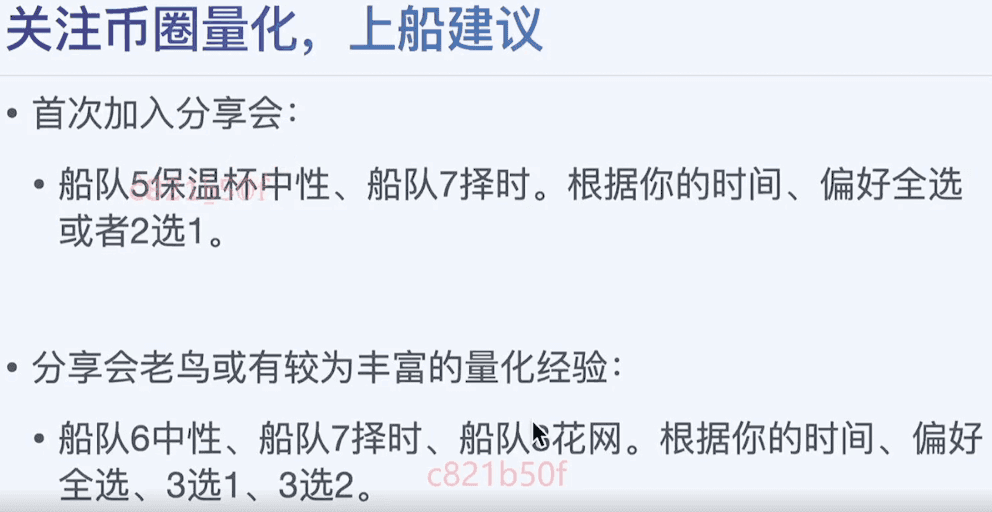 关注币圈量化，上船建议
• 首次加入分享会：
• 船队5保温杯中性、船队7择时。根据你的时间、偏好全选
或者2选1。
• 分享会老鸟或有较为丰富的量化经验：
• 船队6中性、船队7择时、船队8花网。根据你的时间、偏好
全选、3选1、3选2。
c821b50f